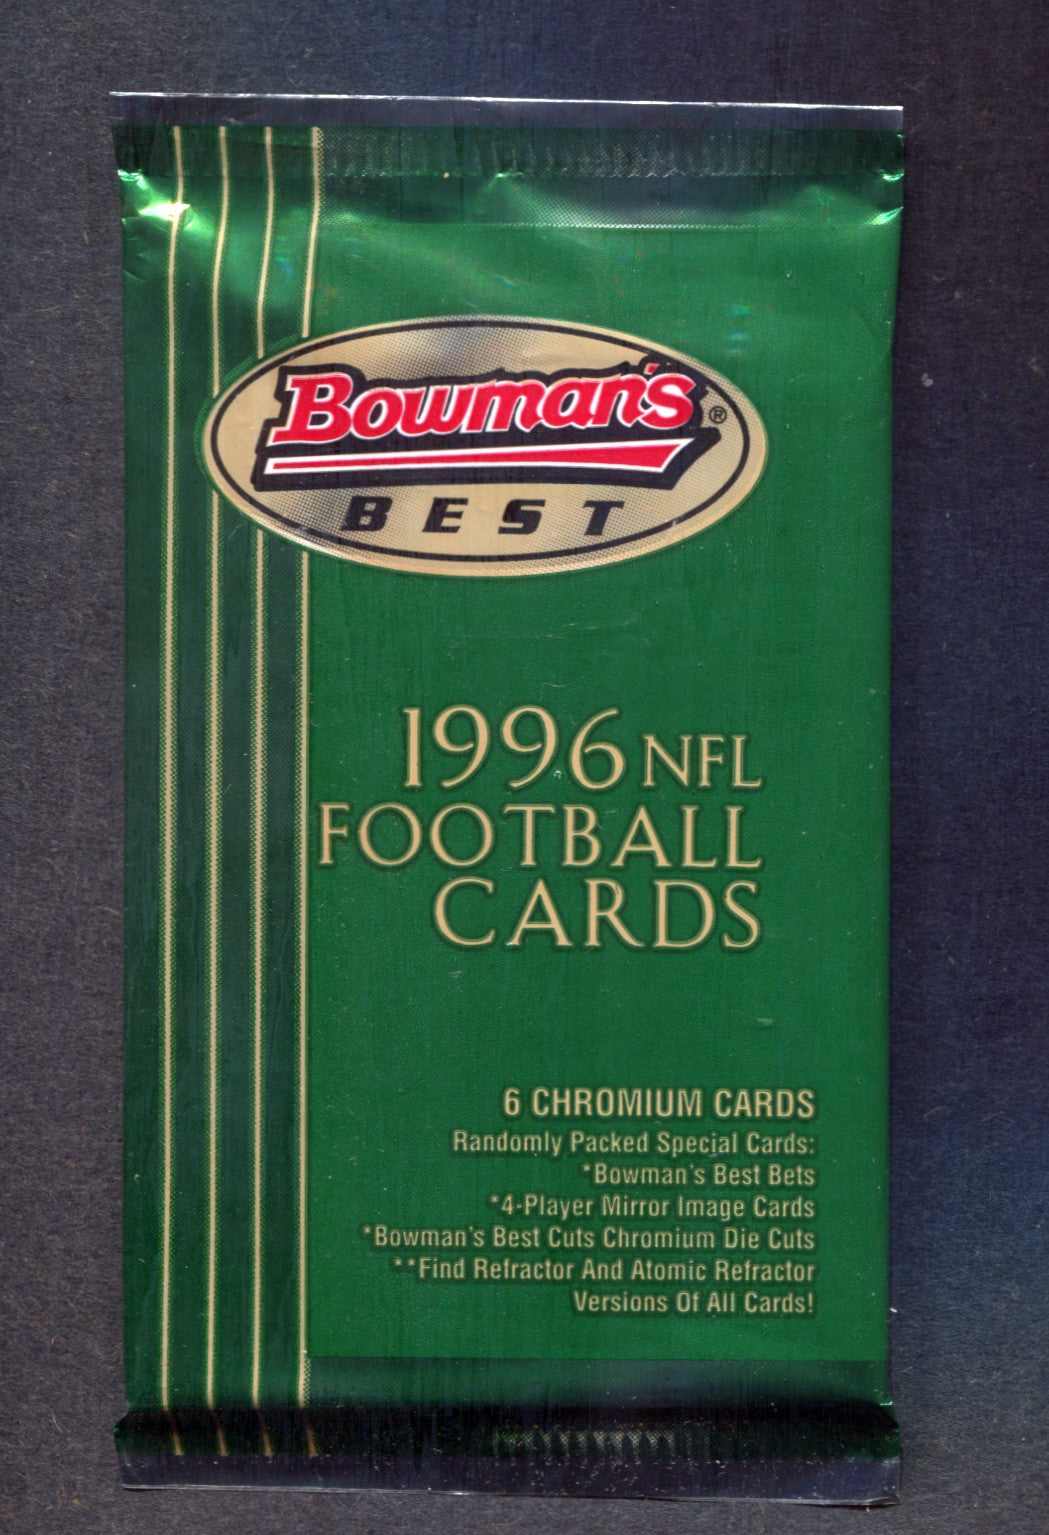 Bowman's®
BEST
1996 NFL
FOOTBALL
CARDS
6 CHROMIUM CARDS
Randomly Packed Special Cards:
*Bowman's Best Bets
*4-Player Mirror Image Cards
*Bowman's Best Cuts Chromium Die Cuts
**Find Refractor And Atomic Refractor
Versions Of All Cards!